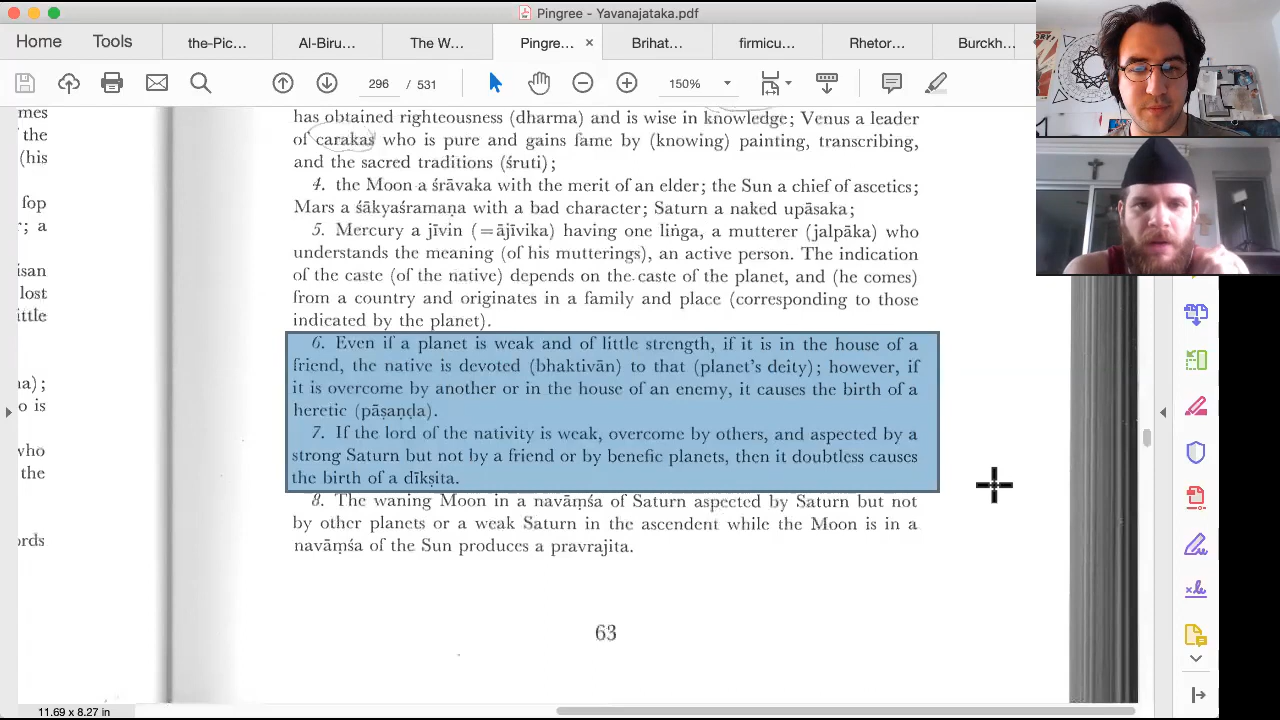 Pingree - Yavanajataka.pdf
Home Tools the-Pic... Al-Biru... The W... Pingre... × Brihat... firmicu... Rhetor... Burckh
296 / 531 150%
mes
the
(his
fop
; a
isan
lost
ittle
na);
o is
who
the
ords
has obtained righteousness (dharma) and is wise in knowledge; Venus a leader
of carakas who is pure and gains fame by (knowing) painting, transcribing,
and the sacred traditions (śruti);
4. the Moon a śrāvaka with the merit of an elder; the Sun a chief of ascetics;
Mars a śākyaśramaṇa with a bad character; Saturn a naked upāsaka;
5. Mercury a jīvin (=ājīvika) having one liṅga, a mutterer (jalpāka) who
understands the meaning (of his mutterings), an active person. The indication
of the caste (of the native) depends on the caste of the planet, and (he comes)
from a country and originates in a family and place (corresponding to those
indicated by the planet).
6. Even if a planet is weak and of little strength, if it is in the house of a
friend, the native is devoted (bhaktivān) to that (planet's deity); however, if
it is overcome by another or in the house of an enemy, it causes the birth of a
heretic (pāṣaṇḍa).
7. If the lord of the nativity is weak, overcome by others, and aspected by a
strong Saturn but not by a friend or by benefic planets, then it doubtless causes
the birth of a dīkṣita.
8. The waning Moon in a navāṃśa of Saturn aspected by Saturn but not
by other planets or a weak Saturn in the ascendent while the Moon is in a
navāṃśa of the Sun produces a pravrajita.
63
11.69 x 8.27 in